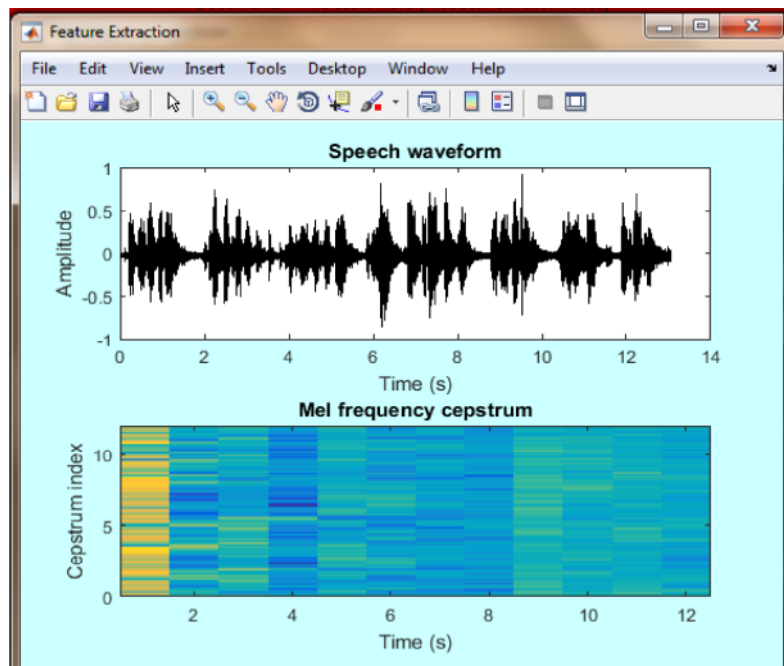 Feature Extraction
File Edit View Insert Tools Desktop Window Help
Speech waveform
1
0.5
0
-0.5
-1
Amplitude
0 2 4 6 8 10 12 14
Time (s)
Mel frequency cepstrum
10
5
0
Cepstrum index
2 4 6 8 10 12
Time (s)